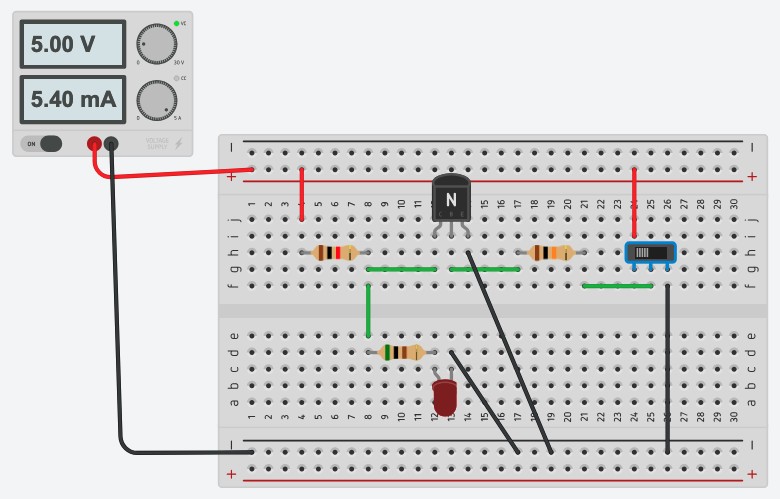 5.00 V
VC
0 30 V
5.40 mA
CC
0 5 A
ON
VOLTAGE
SUPPLY
− −
+ +
1 2 3 4 5 6 7 8 9 10 11 12 N 15 16 17 18 19 20 21 22 23 24 25 26 27 28 29 30
C B E
j j
i i
h h
g g
f f
e e
d d
c c
b b
a a
1 2 3 4 5 6 7 8 9 10 11 12 13 14 15 16 17 18 19 20 21 22 23 24 25 26 27 28 29 30
− −
+ +